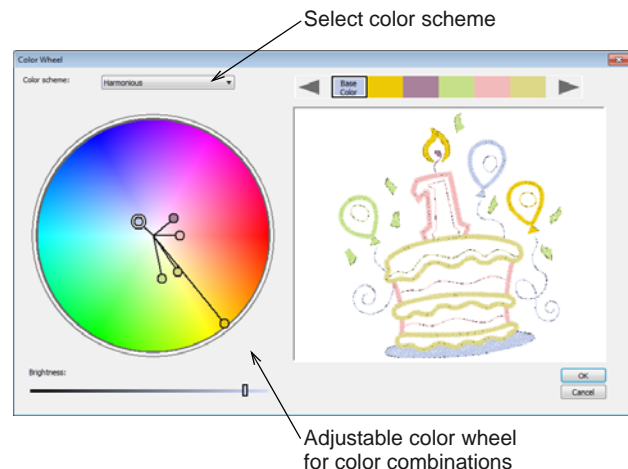 Select color scheme
Color Wheel
Color scheme:
Harmonious
Base
Color
1
Brightness:
OK
Cancel
Adjustable color wheel
for color combinations